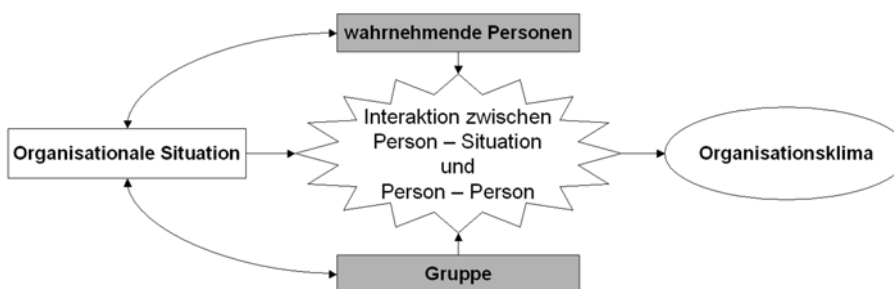 wahrnehmende Personen
Interaktion zwischen
Person – Situation
und
Person – Person
Organisationale Situation
Organisationsklima
Gruppe